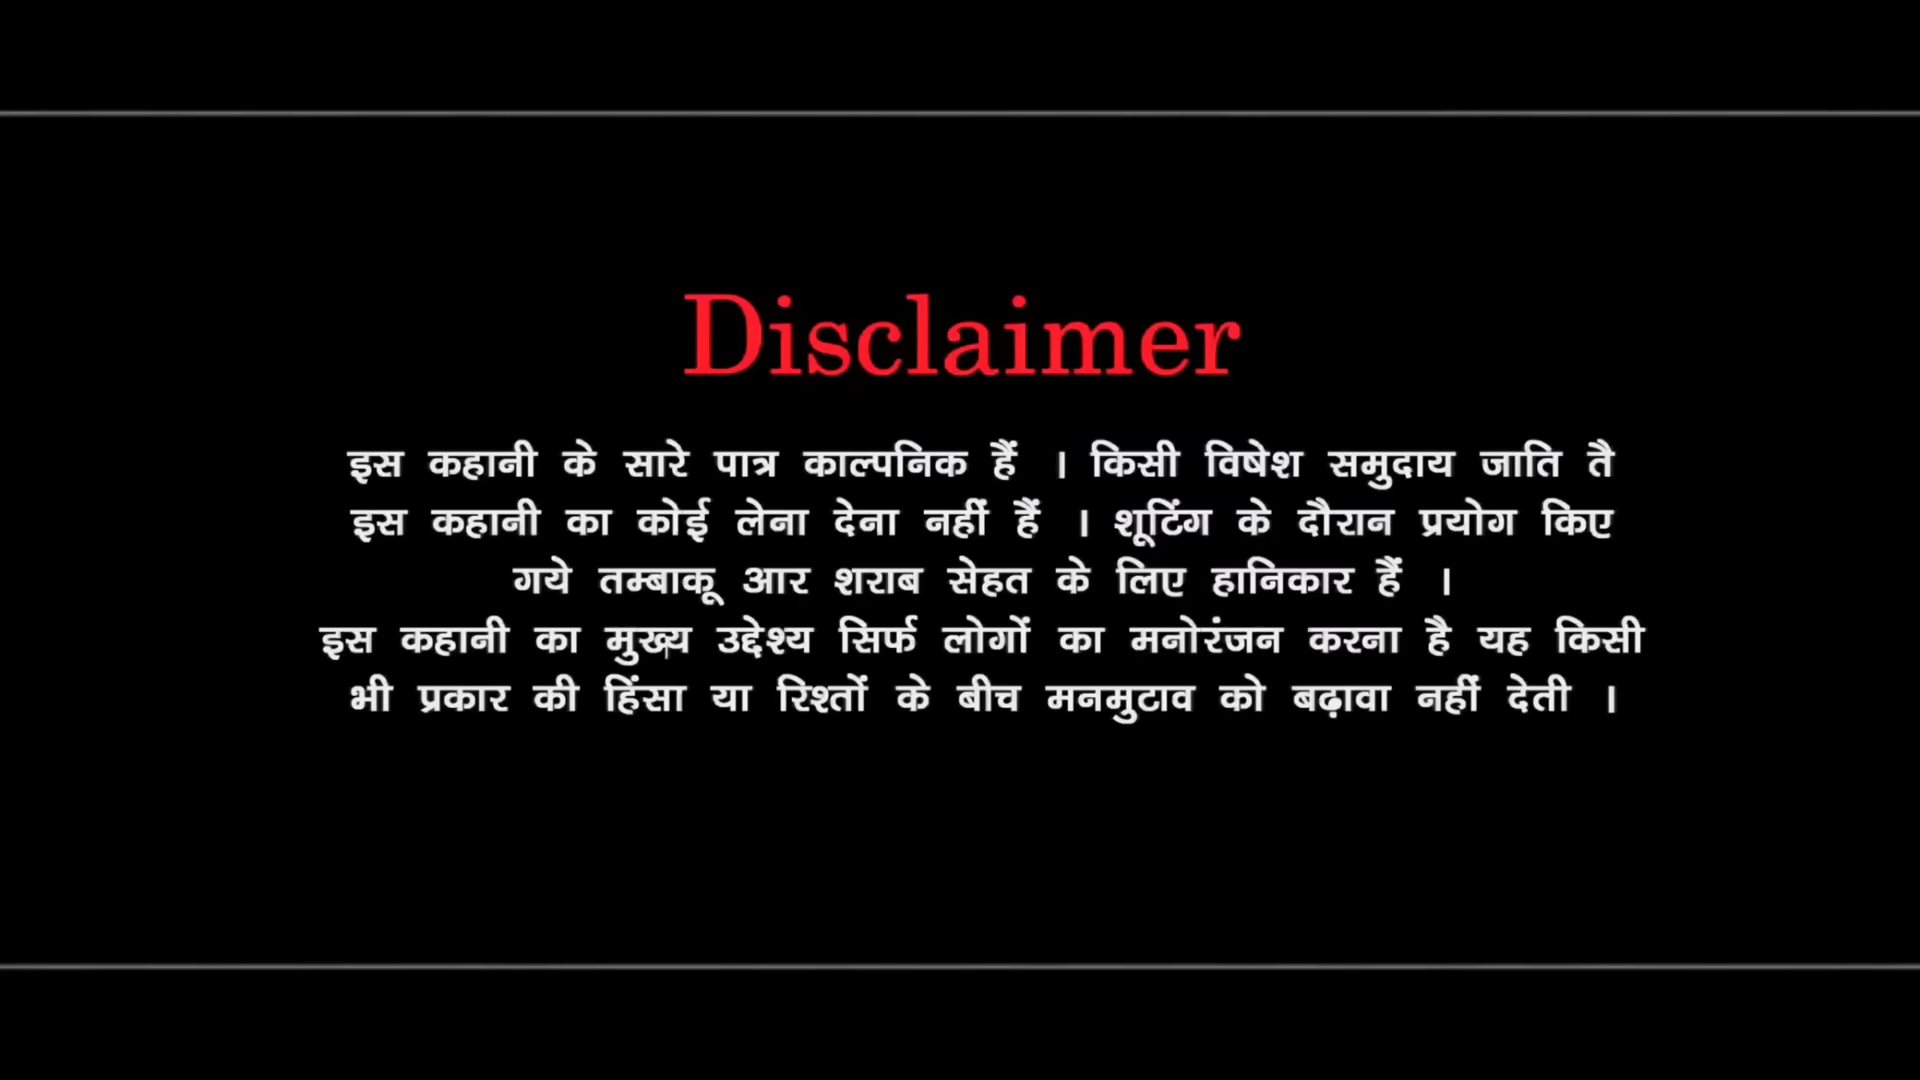 Disclaimer
इस कहानी के सारे पात्र काल्पनिक हैं । किसी विषेश समुदाय जाति तै
इस कहानी का कोई लेना देना नहीं हैं । शूटिंग के दौरान प्रयोग किए
गये तम्बाकू आर शराब सेहत के लिए हानिकार हैं ।
इस कहानी का मुख्य उद्देश्य सिर्फ लोगों का मनोरंजन करना है यह किसी
भी प्रकार की हिंसा या रिश्तों के बीच मनमुटाव को बढ़ावा नहीं देती ।